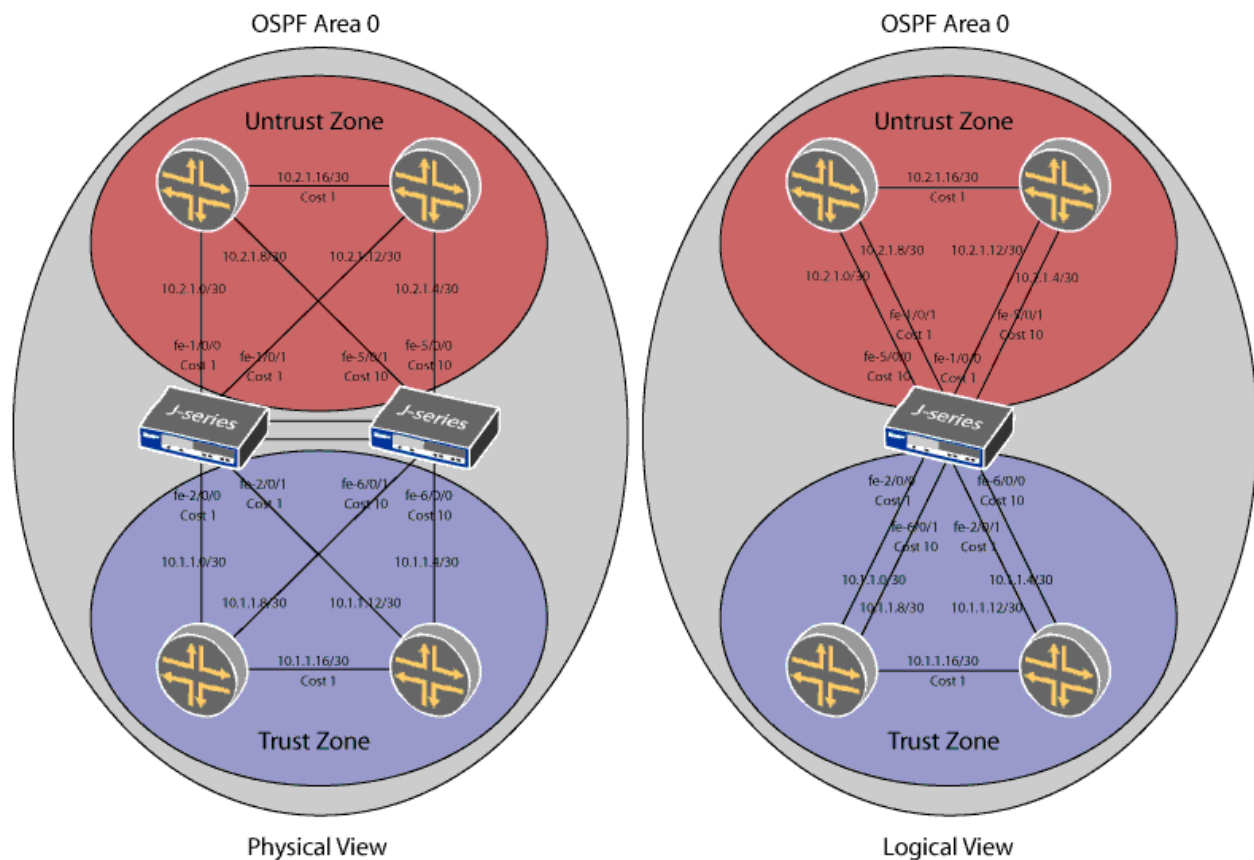 OSPF Area 0
Untrust Zone
10.2.1.16/30
Cost 1
10.2.1.8/30
10.2.1.12/30
10.2.1.0/30
10.2.1.4/30
fe-1/0/0
Cost 1
fe-1/0/1
Cost 1
fe-5/0/1
Cost 10
fe-5/0/0
Cost 10
J-series
J-series
fe-2/0/0
Cost 1
fe-2/0/1
Cost 1
fe-6/0/1
Cost 10
fe-6/0/0
Cost 10
10.1.1.0/30
10.1.1.4/30
10.1.1.8/30
10.1.1.12/30
10.1.1.16/30
Cost 1
Trust Zone
Physical View
OSPF Area 0
Untrust Zone
10.2.1.16/30
Cost 1
10.2.1.8/30
10.2.1.12/30
10.2.1.0/30
10.2.1.4/30
fe-1/0/1
Cost 1
fe-5/0/1
Cost 10
fe-5/0/0
Cost 10
fe-1/0/0
Cost 1
J-series
fe-2/0/0
Cost 1
fe-6/0/0
Cost 10
fe-6/0/1
Cost 10
fe-2/0/1
Cost 1
10.1.1.0/30
10.1.1.4/30
10.1.1.8/30
10.1.1.12/30
10.1.1.16/30
Cost 1
Trust Zone
Logical View